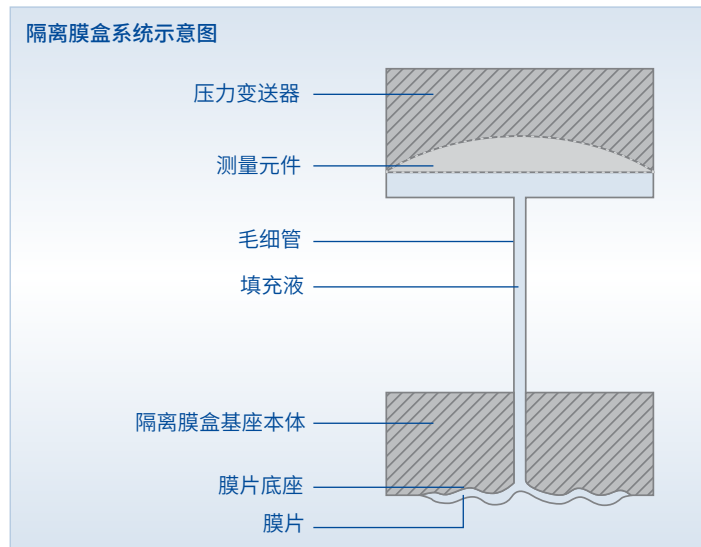 隔离膜盒系统示意图
压力变送器
测量元件
毛细管
填充液
隔离膜盒基座本体
膜片底座
膜片